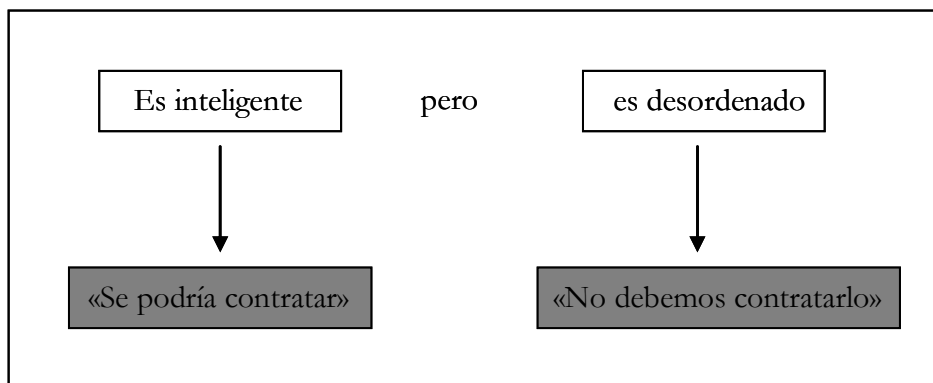 Es inteligente pero es desordenado
«Se podría contratar» «No debemos contratarlo»